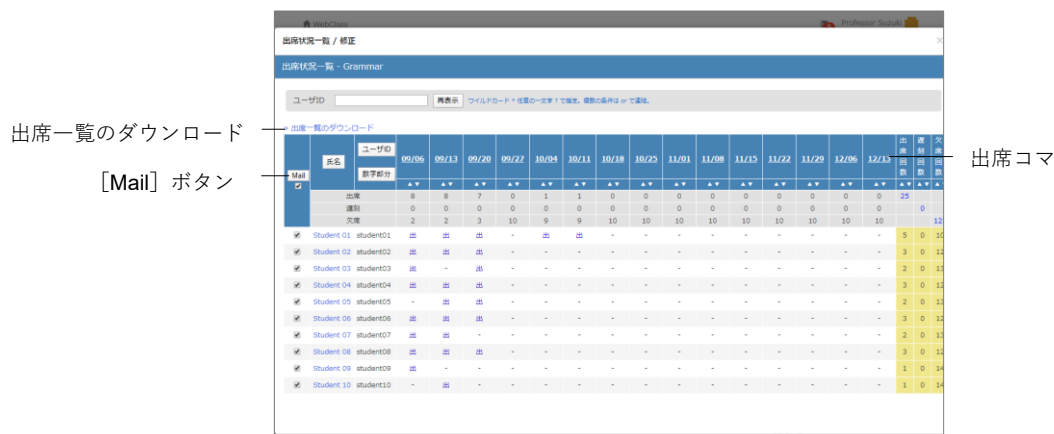 WebClass Professor Suzuki
出席状況一覧 / 修正 ×
出席状況一覧 - Grammar
ユーザID 再表示 ワイルドカード * 任意の一文字 ? で指定。複数の条件は or で連結。
出席一覧のダウンロード
» 出席一覧のダウンロード
Mail 氏名 ユーザID 数字部分 09/06 09/13 09/20 09/27 10/04 10/11 10/18 10/25 11/01 11/08 11/15 11/22 11/29 12/06 12/13 出席回数 遅刻回数 欠席回数
出席コマ
［Mail］ボタン
▲▼ ▲▼ ▲▼ ▲▼ ▲▼ ▲▼ ▲▼ ▲▼ ▲▼ ▲▼ ▲▼ ▲▼ ▲▼ ▲▼ ▲▼ ▲▼ ▲▼ ▲
出席 8 8 7 0 1 1 0 0 0 0 0 0 0 0 0 25
遅刻 0 0 0 0 0 0 0 0 0 0 0 0 0 0 0 0
欠席 2 2 3 10 9 9 10 10 10 10 10 10 10 10 10 12
Student 01 student01 出 出 出 - 出 出 - - - - - - - - - 5 0 10
Student 02 student02 出 出 出 - - - - - - - - - - - - 3 0 12
Student 03 student03 出 - 出 - - - - - - - - - - - - 2 0 13
Student 04 student04 出 出 出 - - - - - - - - - - - - 3 0 12
Student 05 student05 - 出 出 - - - - - - - - - - - - 2 0 13
Student 06 student06 出 出 出 - - - - - - - - - - - - 3 0 12
Student 07 student07 出 出 - - - - - - - - - - - - - 2 0 13
Student 08 student08 出 出 出 - - - - - - - - - - - - 3 0 12
Student 09 student09 出 - - - - - - - - - - - - - - 1 0 14
Student 10 student10 - 出 - - - - - - - - - - - - - 1 0 14